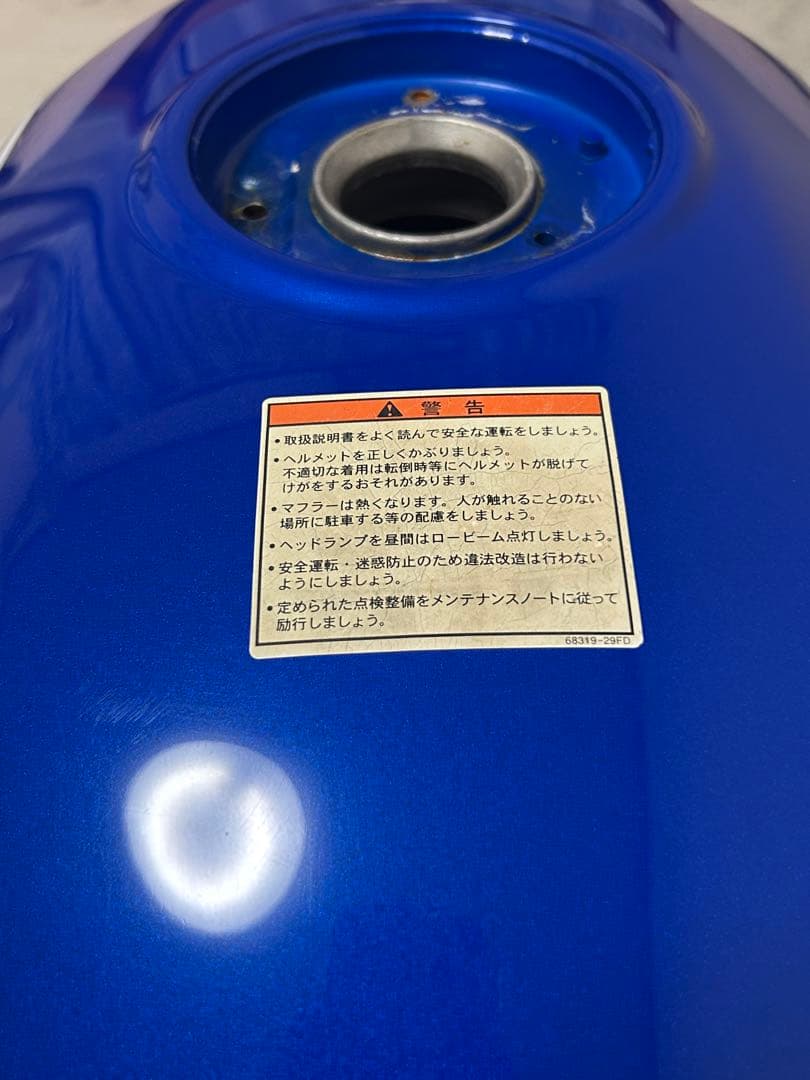 警告
•取扱説明書をよく読んで安全な運転をしましょう。
•ヘルメットを正しくかぶりましょう。
不適切な着用は転倒時等にヘルメットが脱げて
けがをするおそれがあります。
•マフラーは熱くなります。人が触れることのない
場所に駐車する等の配慮をしましょう。
•ヘッドランプを昼間はロービーム点灯しましょう。
•安全運転・迷惑防止のため違法改造は行わない
ようにしましょう。
•定められた点検整備をメンテナンスノートに従って
励行しましょう。
68319-29FD